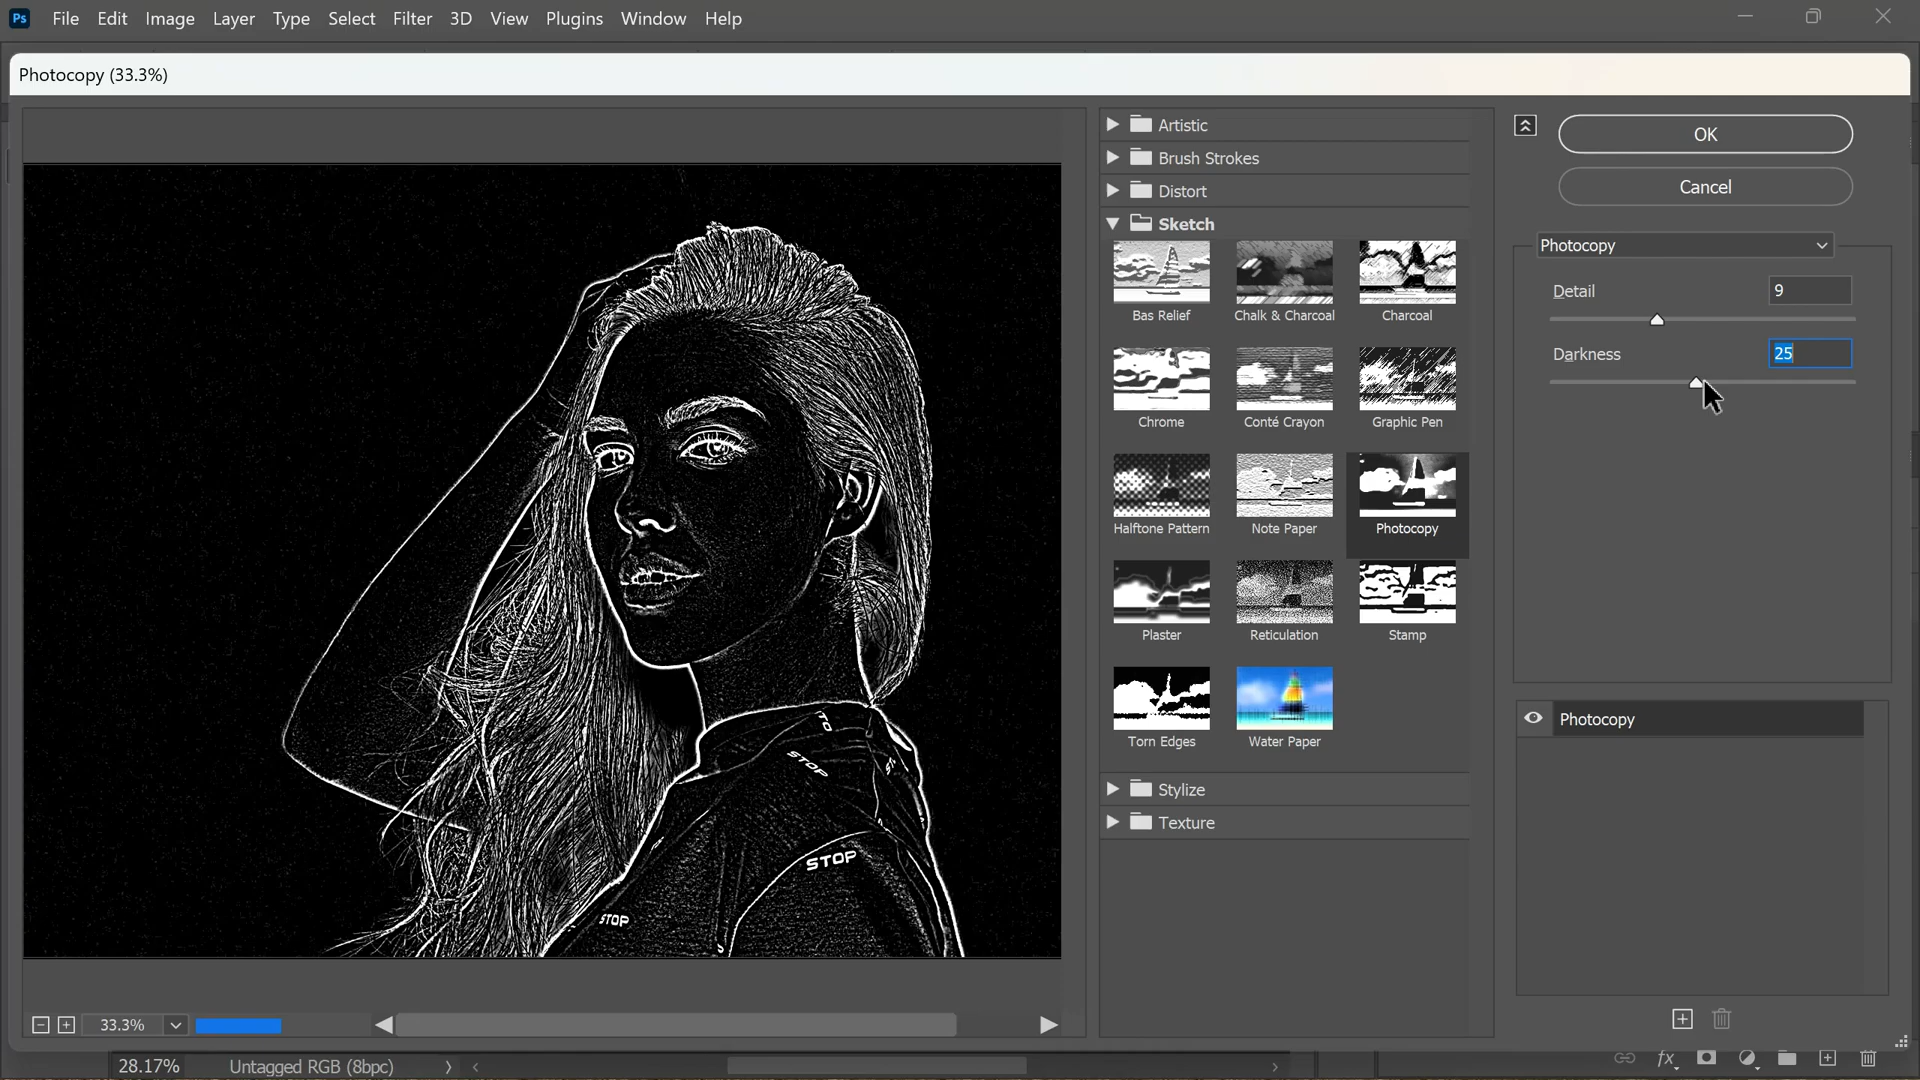 Ps File Edit Image Layer Type Select Filter 3D View Plugins Window Help
Photocopy (33.3%)
Artistic
Brush Strokes
Distort
Sketch
Bas Relief Chalk & Charcoal Charcoal
Chrome Conté Crayon Graphic Pen
Halftone Pattern Note Paper Photocopy
Plaster Reticulation Stamp
Torn Edges Water Paper
Stylize
Texture
OK
Cancel
Photocopy
Detail 9
Darkness 25
Photocopy
TO
STOP
STOP
STOP
33.3%
28.17% Untagged RGB (8bpc)
fx